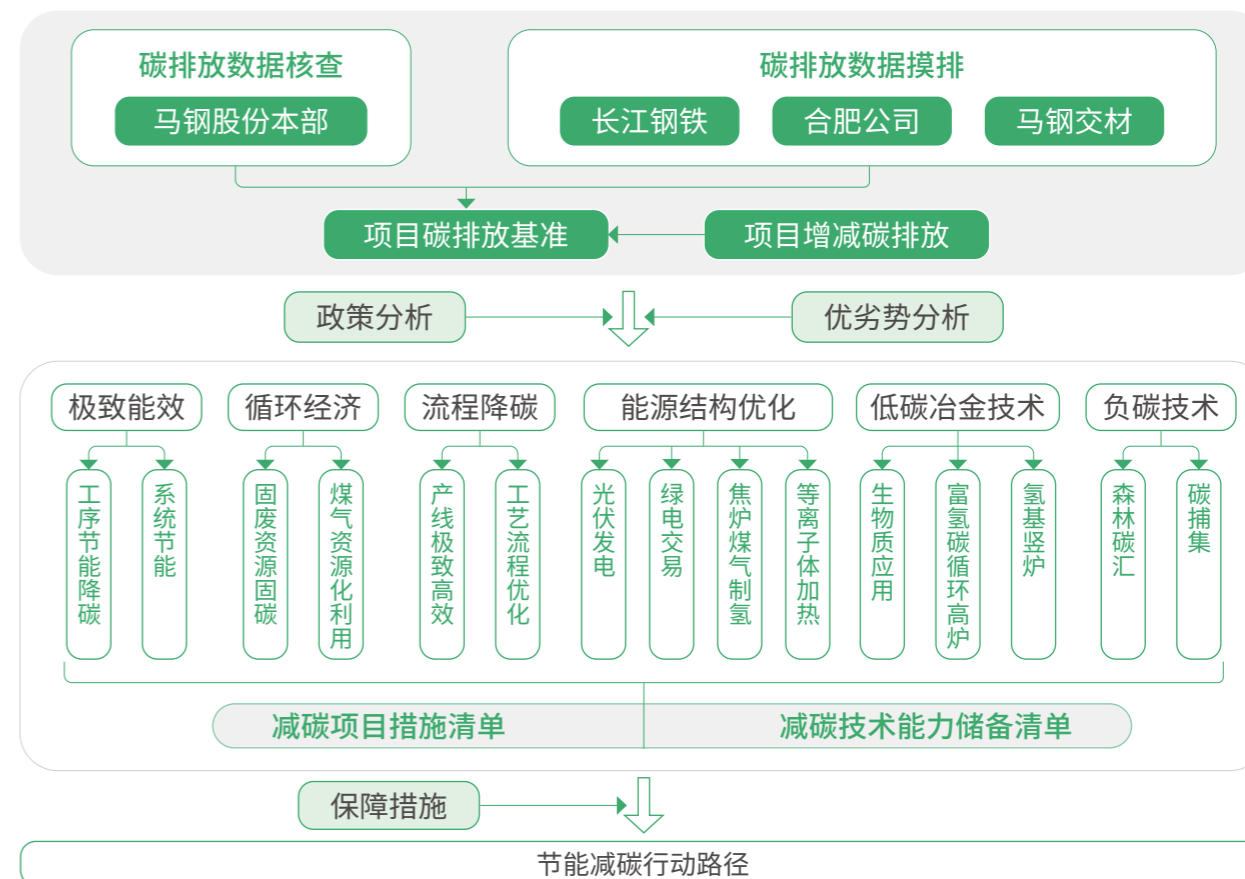 碳排放数据核查
马钢股份本部
碳排放数据摸排
长江钢铁
合肥公司
马钢交材
项目碳排放基准
项目增减碳排放
政策分析
优劣势分析
极致能效
循环经济
流程降碳
能源结构优化
低碳冶金技术
负碳技术
工序节能降碳
系统节能
固废资源固碳
煤气资源化利用
产线极致高效
工艺流程优化
光伏发电
绿电交易
焦炉煤气制氢
等离子体加热
生物质应用
富氢碳循环高炉
氢基竖炉
森林碳汇
碳捕集
减碳项目措施清单
减碳技术能力储备清单
保障措施
节能减碳行动路径